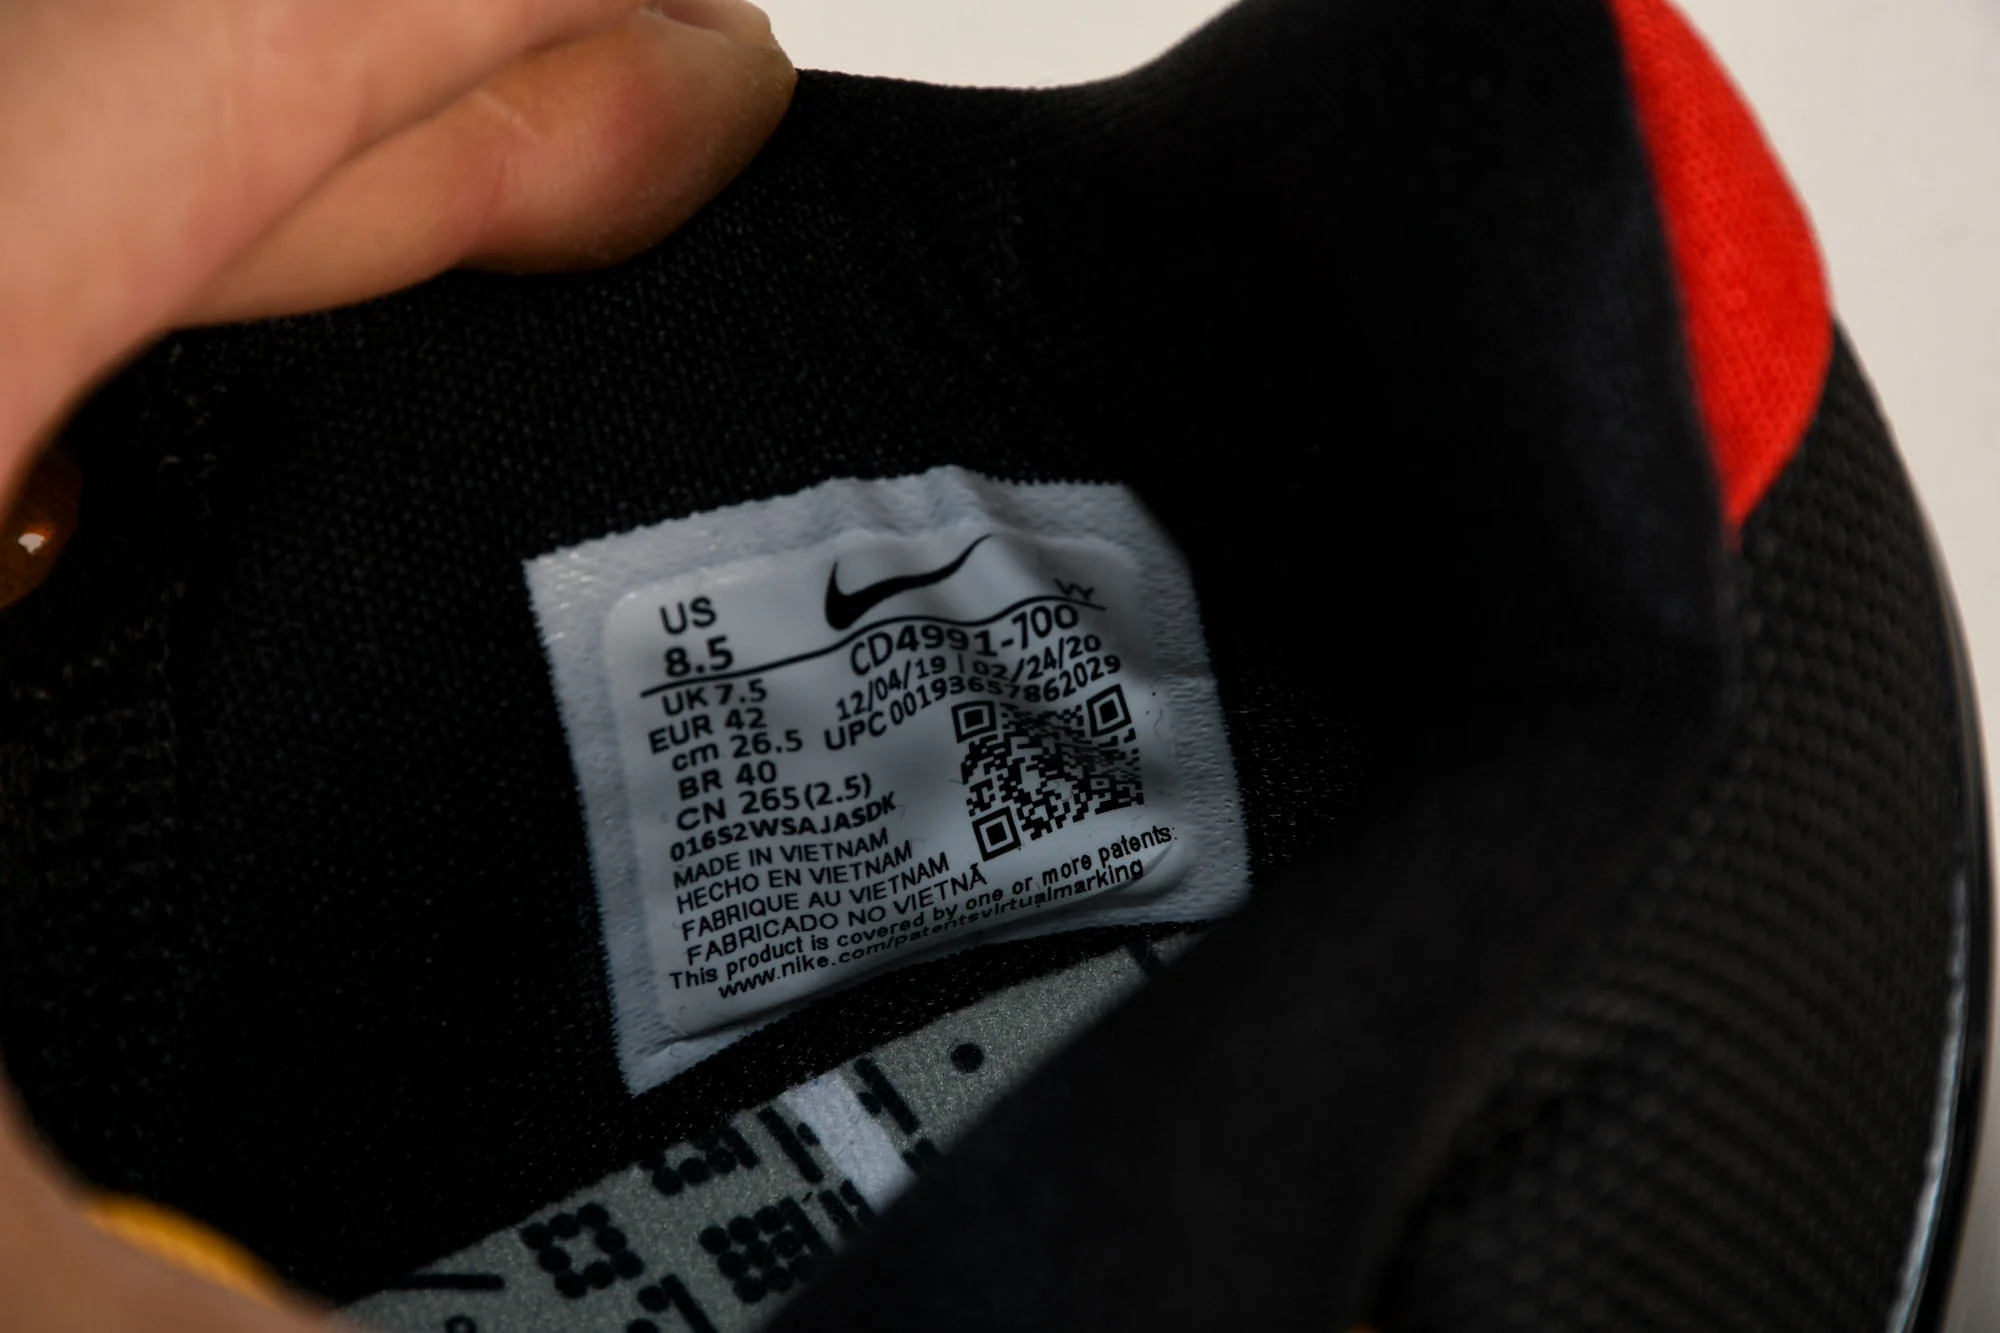 US
8.5
W
CD4991-700
12/04/19 | 02/24/20
UPC 00193657862029
UK 7.5
EUR 42
cm 26.5
BR 40
CN 265(2.5)
016S2WSAJASDK
MADE IN VIETNAM
HECHO EN VIETNAM
FABRIQUE AU VIETNAM
FABRICADO NO VIETNÃ
This product is covered by one or more patents:
www.nike.com/patentsvirtualmarking